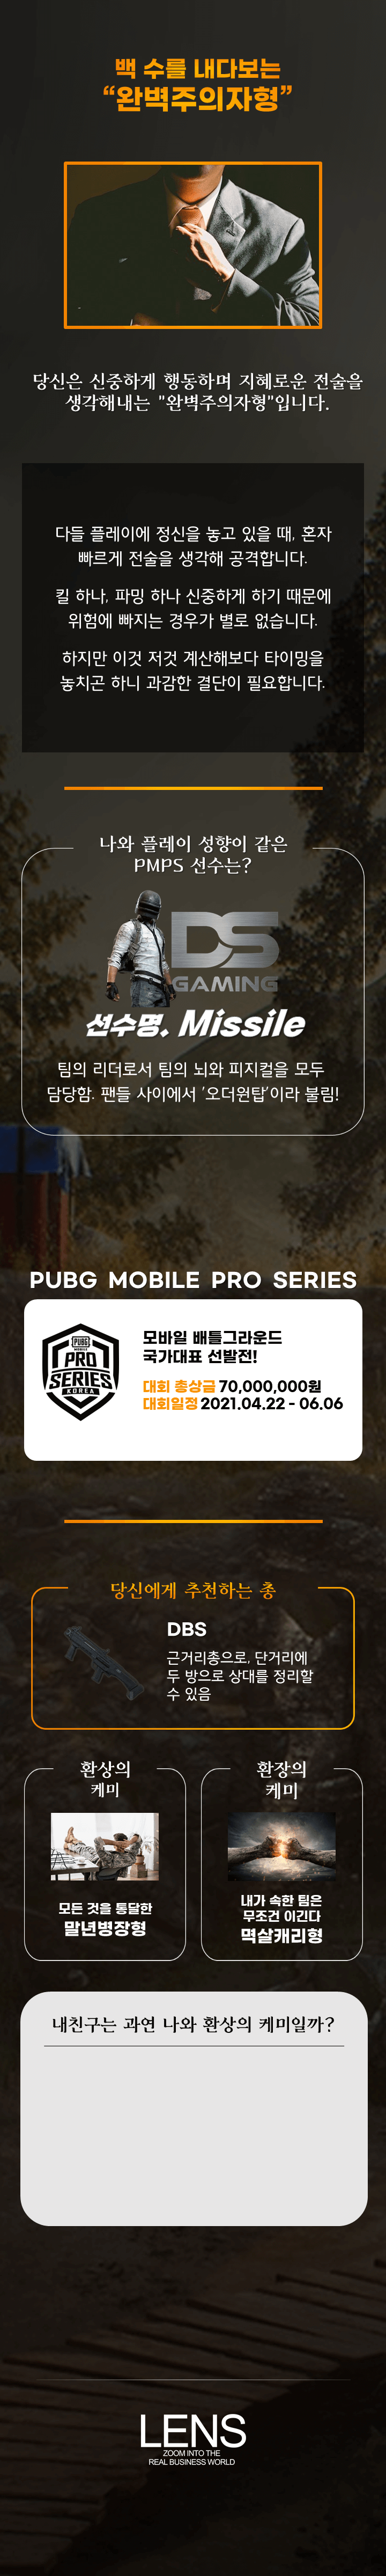 백 수를 내다보는
“완벽주의자형”
당신은 신중하게 행동하며 지혜로운 전술을
생각해내는 "완벽주의자형"입니다.
다들 플레이에 정신을 놓고 있을 때, 혼자
빠르게 전술을 생각해 공격합니다.
킬 하나, 파밍 하나 신중하게 하기 때문에
위험에 빠지는 경우가 별로 없습니다.
하지만 이것 저것 계산해보다 타이밍을
놓치곤 하니 과감한 결단이 필요합니다.
나와 플레이 성향이 같은
PMPS 선수는?
DS
GAMING
선수명. Missile
팀의 리더로서 팀의 뇌와 피지컬을 모두
담당함. 팬들 사이에서 ‘오더원탑’이라 불림!
PUBG MOBILE PRO SERIES
PUBG
MOBILE
PRO
SERIES
KOREA
모바일 배틀그라운드
국가대표 선발전!
대회 총상금 70,000,000원
대회일정 2021.04.22 - 06.06
당신에게 추천하는 총
DBS
근거리총으로, 단거리에
두 방으로 상대를 정리할
수 있음
환상의
케미
모든 것을 통달한
말년병장형
환장의
케미
내가 속한 팀은
무조건 이긴다
멱살캐리형
내친구는 과연 나와 환상의 케미일까?
LENS
ZOOM INTO THE
REAL BUSINESS WORLD